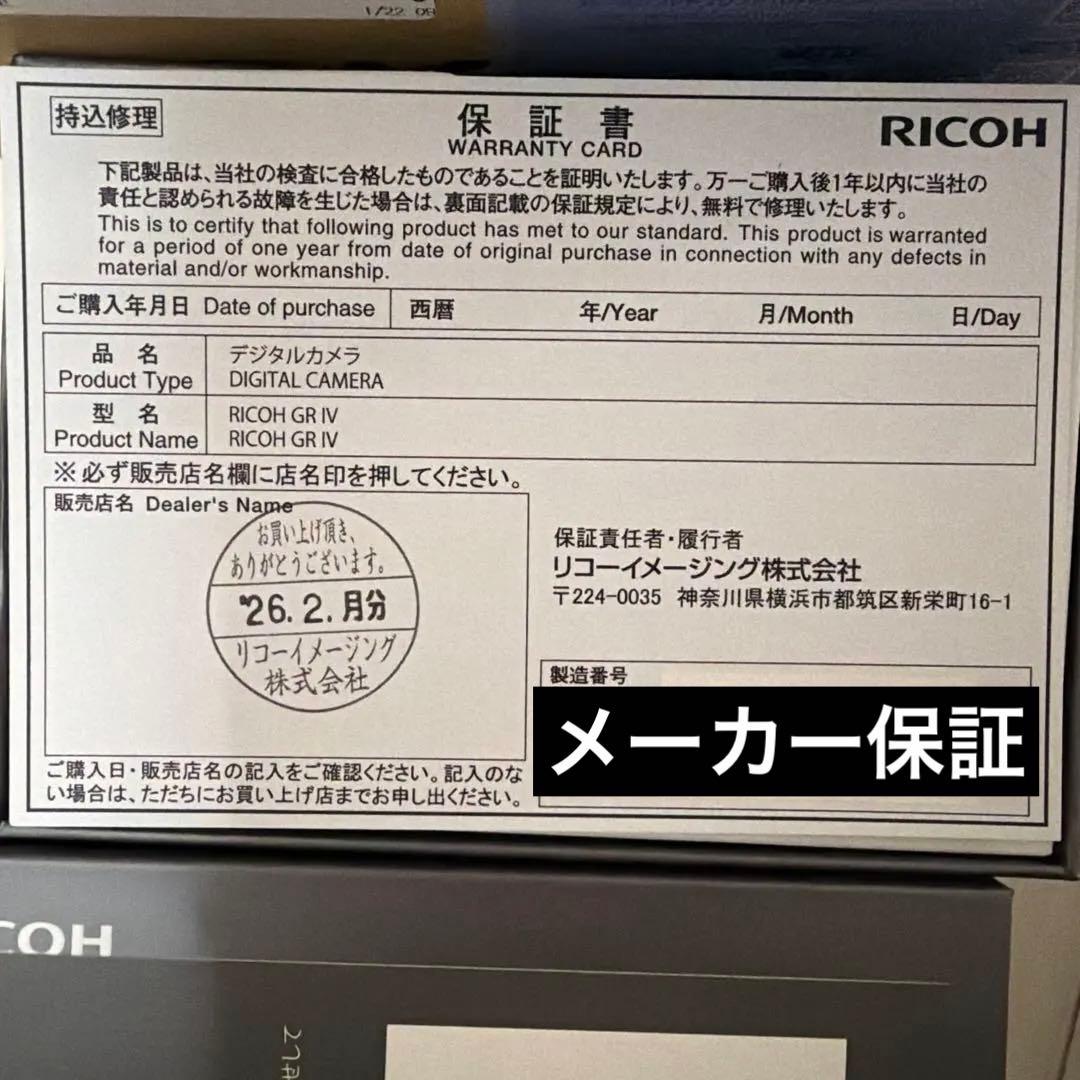 1/22 08
持込修理
保証書
RICOH
WARRANTY CARD
下記製品は、当社の検査に合格したものであることを証明いたします。万一ご購入後1年以内に当社の
責任と認められる故障を生じた場合は、裏面記載の保証規定により、無料で修理いたします。
This is to certify that following product has met to our standard. This product is warranted
for a period of one year from date of original purchase in connection with any defects in
material and/or workmanship.
ご購入年月日 Date of purchase 西暦 年/Year 月/Month 日/Day
品 名 デジタルカメラ
Product Type DIGITAL CAMERA
型 名 RICOH GR IV
Product Name RICOH GR IV
※必ず販売店名欄に店名印を押してください。
販売店名 Dealer's Name
お買い上げ頂き、
ありがとうございます。
'26.2.月分
リコーイメージング
株式会社
保証責任者・履行者
リコーイメージング株式会社
〒224-0035 神奈川県横浜市都筑区新栄町16-1
製造番号
メーカー保証
ご購入日・販売店名の記入をご確認ください。記入のな
い場合は、ただちにお買い上げ店までお申し出ください。
COH